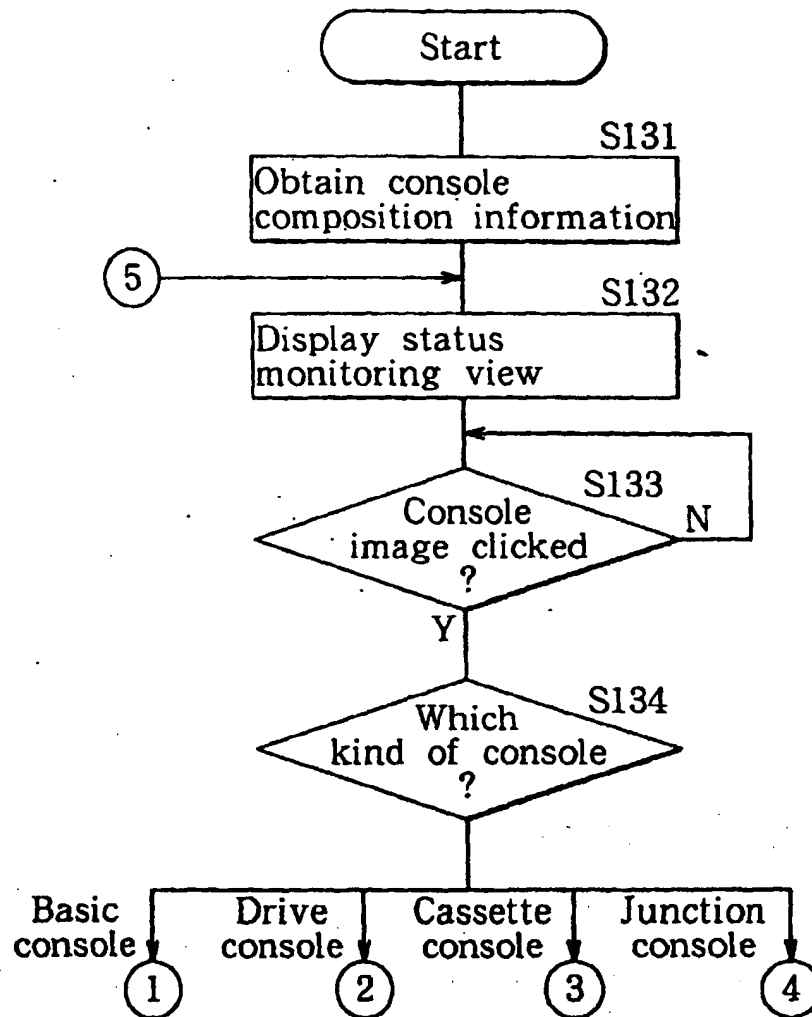 Start
S131
Obtain console
composition information
5
S132
Display status
monitoring view
S133
Console
image clicked
?
N
Y
S134
Which
kind of console
?
Basic
console
Drive
console
Cassette
console
Junction
console
1
2
3
4